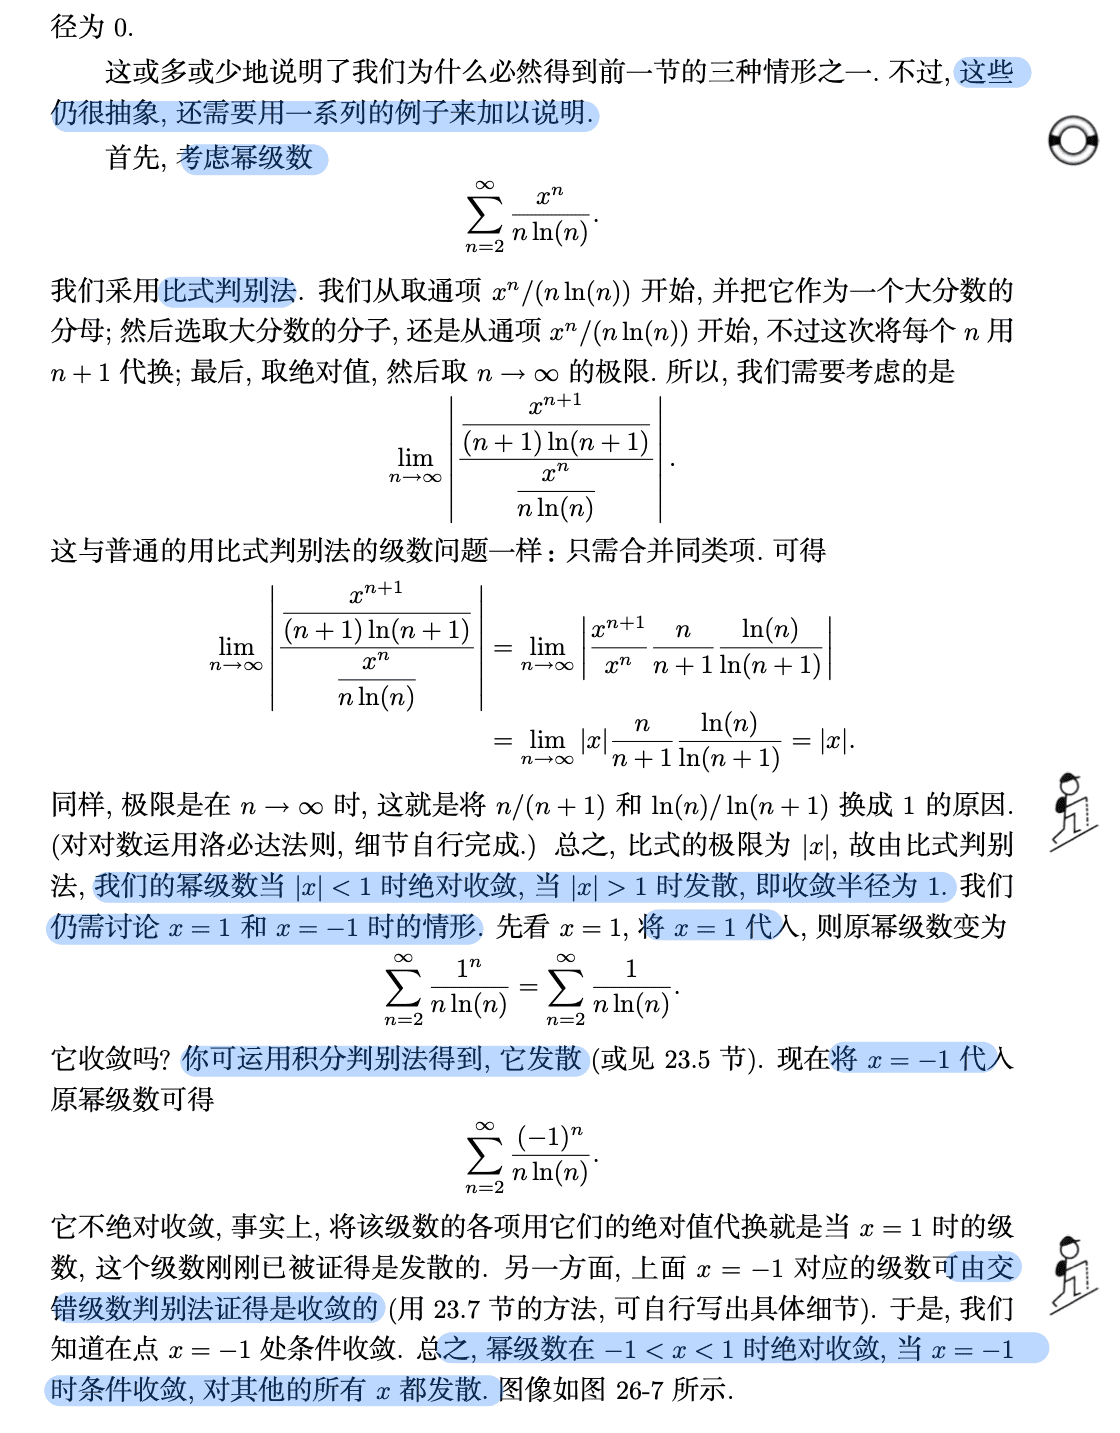 径为 0.
这或多或少地说明了我们为什么必然得到前一节的三种情形之一. 不过, 这些
仍很抽象, 还需要用一系列的例子来加以说明.
首先, 考虑幂级数
$$\sum_{n=2}^{\infty} \frac{x^n}{n\ln(n)}.$$
我们采用比式判别法. 我们从取通项 $x^n/(n\ln(n))$ 开始, 并把它作为一个大分数的
分母; 然后选取大分数的分子, 还是从通项 $x^n/(n\ln(n))$ 开始, 不过这次将每个 $n$ 用
$n+1$ 代换; 最后, 取绝对值, 然后取 $n \to \infty$ 的极限. 所以, 我们需要考虑的是
$$\lim_{n\to\infty} \left| \frac{\frac{x^{n+1}}{(n+1)\ln(n+1)}}{\frac{x^n}{n\ln(n)}} \right|.$$
这与普通的用比式判别法的级数问题一样: 只需合并同类项. 可得
$$\lim_{n\to\infty} \left| \frac{\frac{x^{n+1}}{(n+1)\ln(n+1)}}{\frac{x^n}{n\ln(n)}} \right| = \lim_{n\to\infty} \left| \frac{x^{n+1}}{x^n} \frac{n}{n+1} \frac{\ln(n)}{\ln(n+1)} \right|$$
$$= \lim_{n\to\infty} |x| \frac{n}{n+1} \frac{\ln(n)}{\ln(n+1)} = |x|.$$
同样, 极限是在 $n \to \infty$ 时, 这就是将 $n/(n+1)$ 和 $\ln(n)/\ln(n+1)$ 换成 1 的原因.
(对对数运用洛必达法则, 细节自行完成.) 总之, 比式的极限为 $|x|$, 故由比式判别
法, 我们的幂级数当 $|x| < 1$ 时绝对收敛, 当 $|x| > 1$ 时发散, 即收敛半径为 1. 我们
仍需讨论 $x = 1$ 和 $x = -1$ 时的情形. 先看 $x = 1$, 将 $x = 1$ 代入, 则原幂级数变为
$$\sum_{n=2}^{\infty} \frac{1^n}{n\ln(n)} = \sum_{n=2}^{\infty} \frac{1}{n\ln(n)}.$$
它收敛吗? 你可运用积分判别法得到, 它发散 (或见 23.5 节). 现在将 $x = -1$ 代入
原幂级数可得
$$\sum_{n=2}^{\infty} \frac{(-1)^n}{n\ln(n)}.$$
它不绝对收敛, 事实上, 将该级数的各项用它们的绝对值代换就是当 $x = 1$ 时的级
数, 这个级数刚刚已被证得是发散的. 另一方面, 上面 $x = -1$ 对应的级数可由交
错级数判别法证得是收敛的 (用 23.7 节的方法, 可自行写出具体细节). 于是, 我们
知道在点 $x = -1$ 处条件收敛. 总之, 幂级数在 $-1 < x < 1$ 时绝对收敛, 当 $x = -1$
时条件收敛, 对其他的所有 $x$ 都发散. 图像如图 26-7 所示.